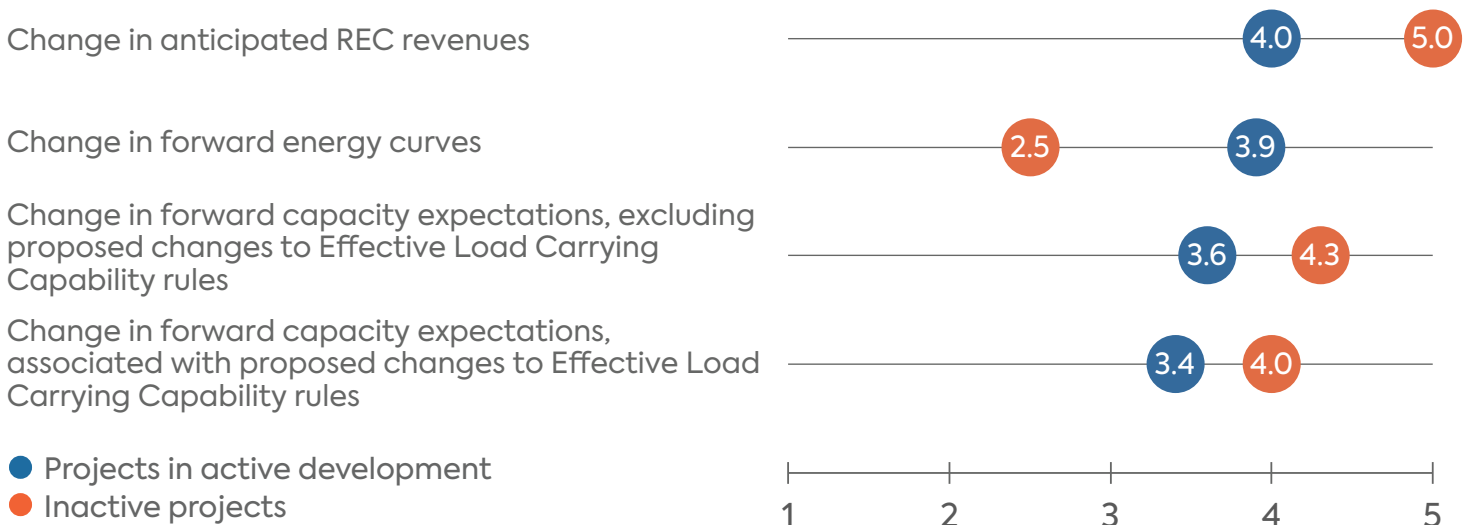 Change in anticipated REC revenues
4.0
5.0
Change in forward energy curves
2.5
3.9
Change in forward capacity expectations, excluding
proposed changes to Effective Load Carrying
Capability rules
3.6
4.3
Change in forward capacity expectations,
associated with proposed changes to Effective Load
Carrying Capability rules
3.4
4.0
Projects in active development
Inactive projects
1
2
3
4
5